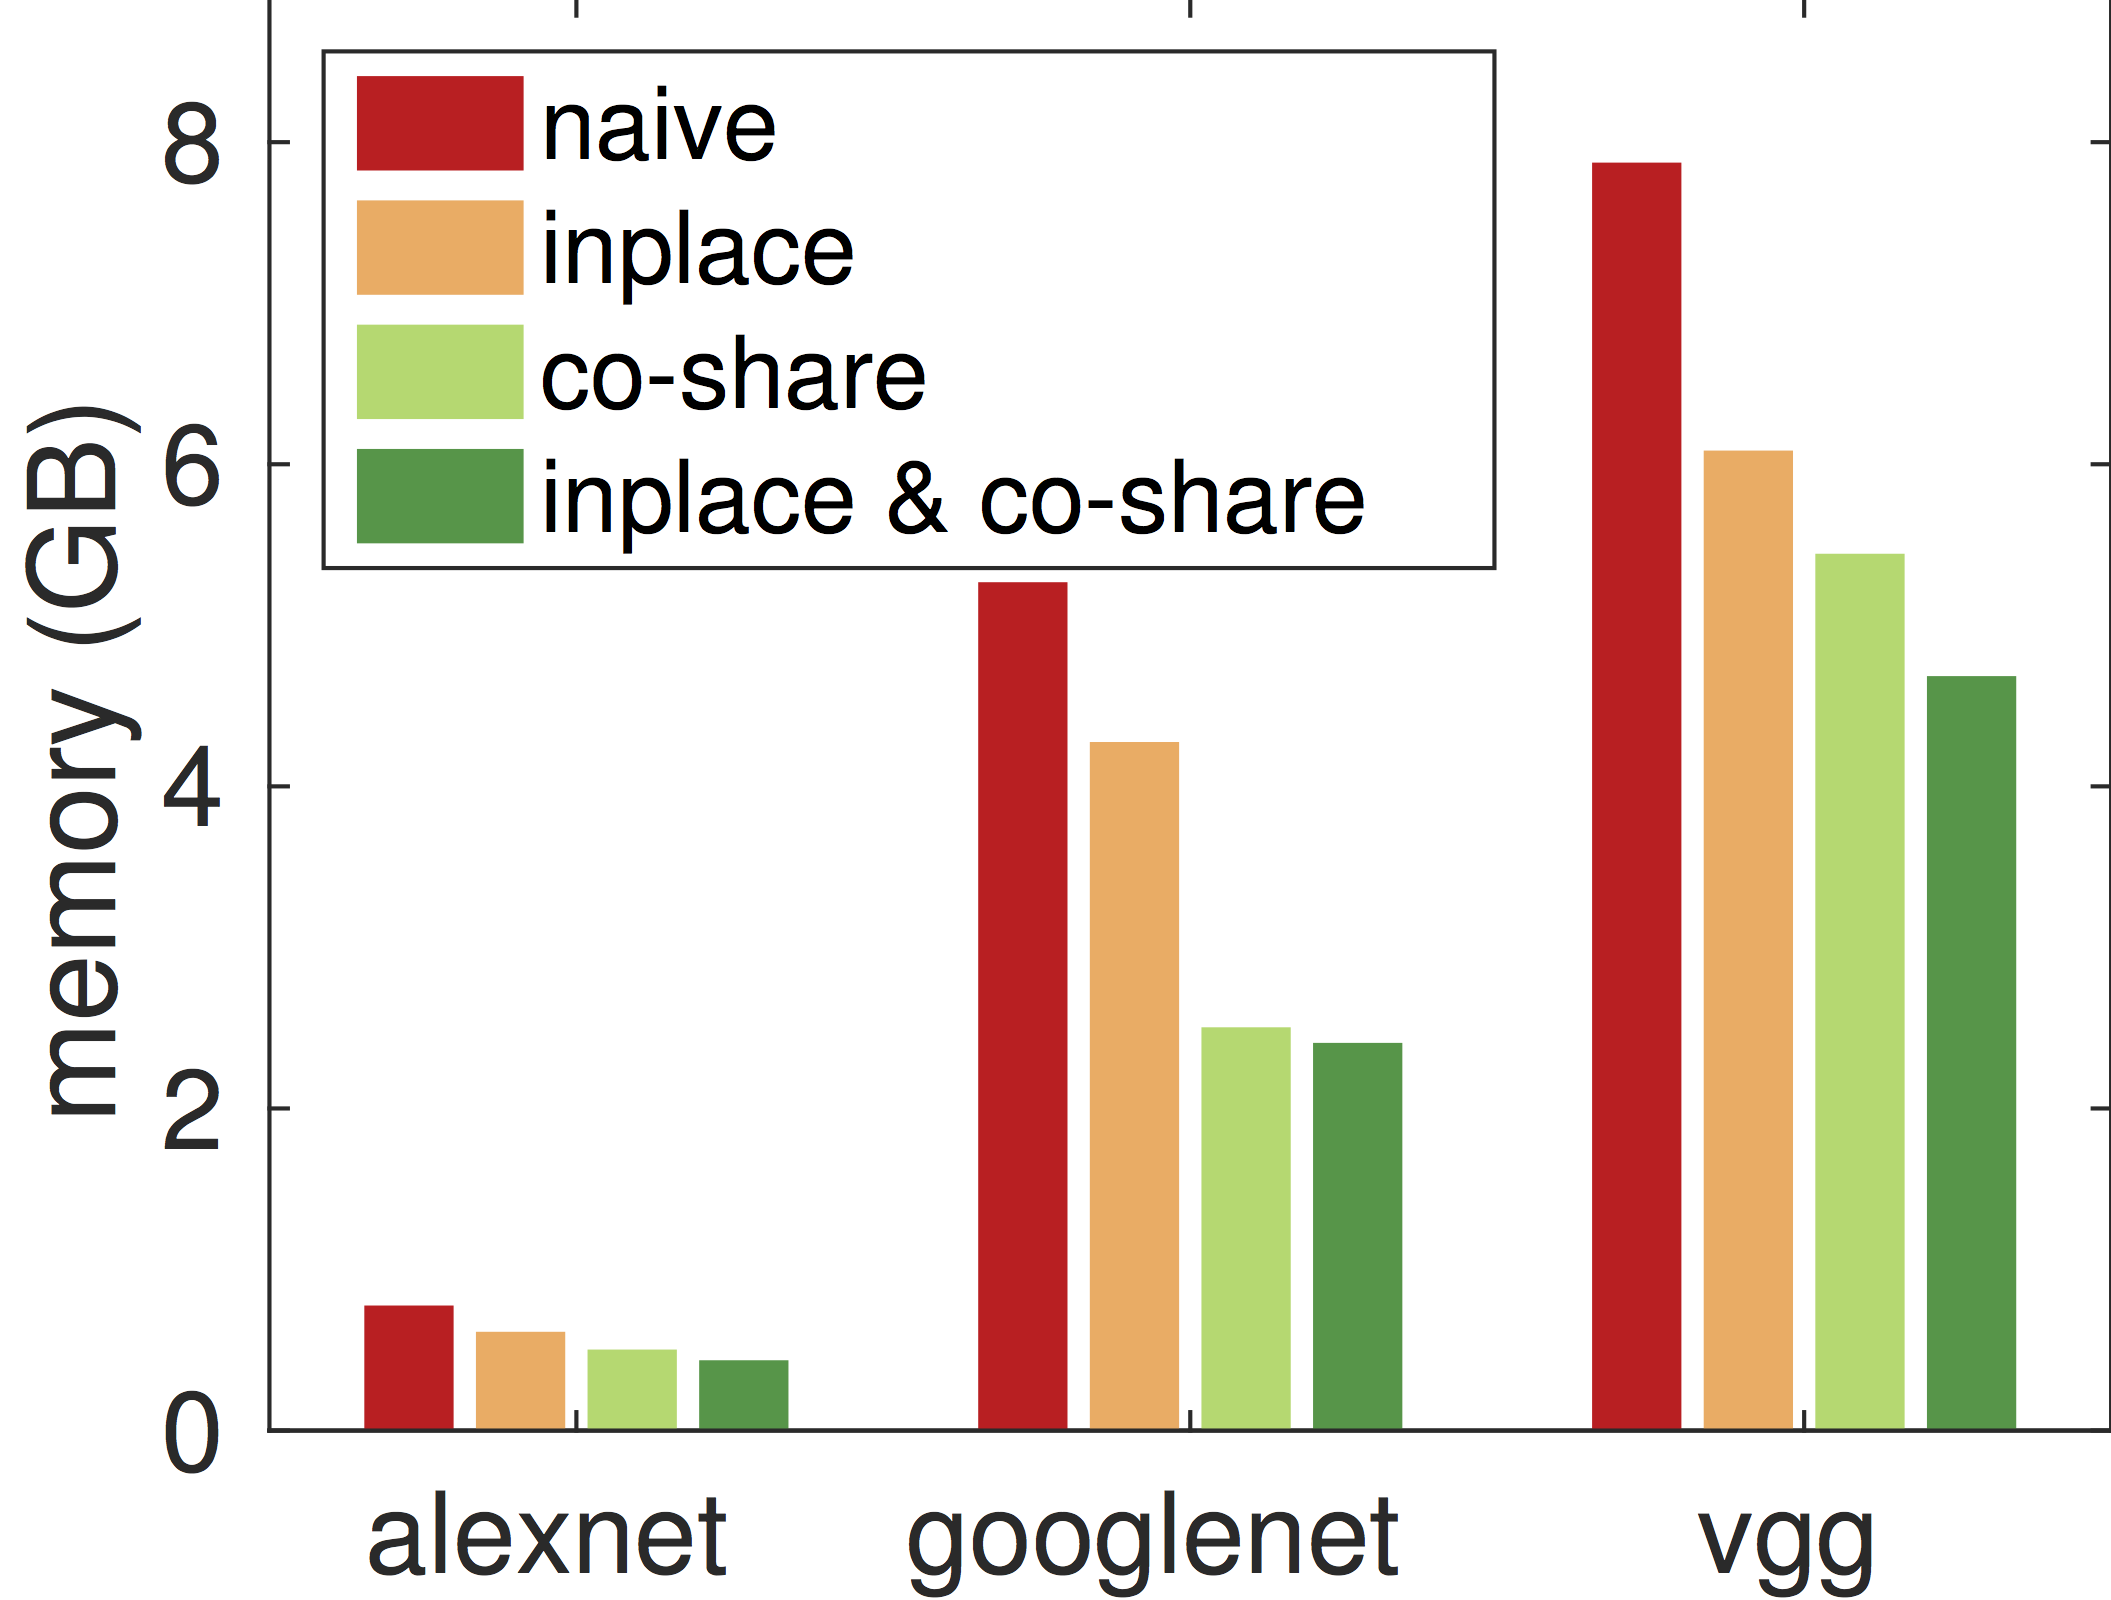 naive
inplace
co-share
inplace & co-share
memory (GB)
8
6
4
2
0
alexnet googlenet vgg